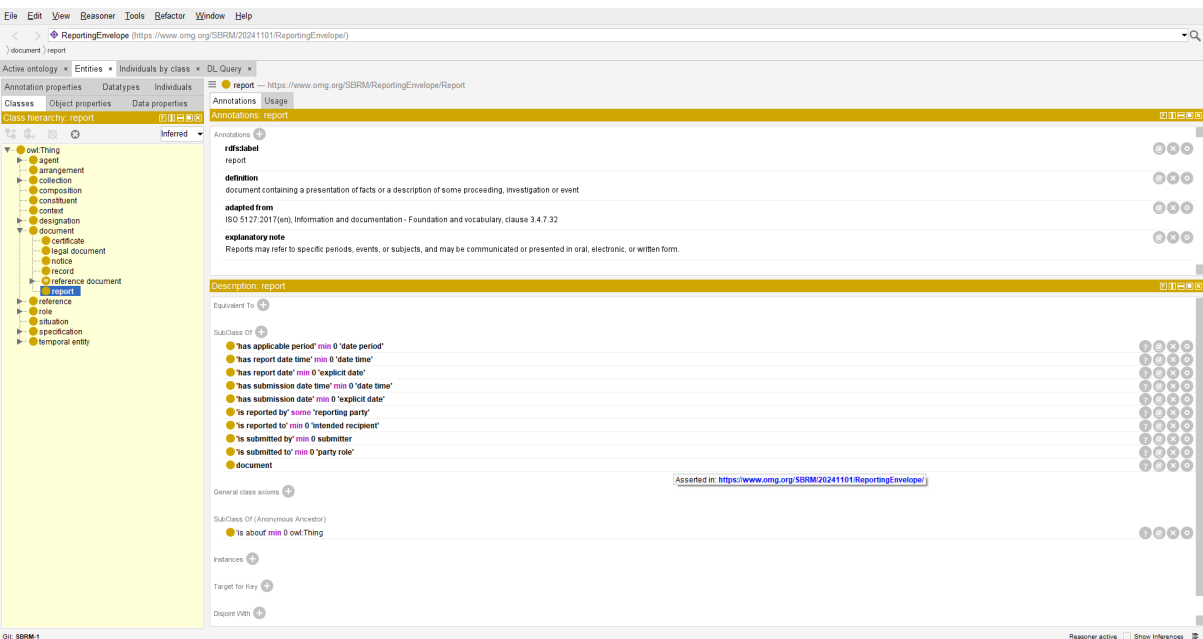 File Edit View Reasoner Tools Refactor Window Help
< > ReportingEnvelope (https://www.omg.org/SBRM/20241101/ReportingEnvelope/)
document report
Active ontology × Entities × Individuals by class × DL Query ×
Annotation properties Datatypes Individuals
Classes Object properties Data properties
Class hierarchy: report
Inferred
owl:Thing
agent
arrangement
collection
composition
constituent
context
designation
document
certificate
legal document
notice
record
reference document
report
reference
role
situation
specification
temporal entity
report — https://www.omg.org/SBRM/ReportingEnvelope/Report
Annotations Usage
Annotations: report
Annotations
rdfs:label
report
definition
document containing a presentation of facts or a description of some proceeding, investigation or event
adapted from
ISO 5127:2017(en), Information and documentation - Foundation and vocabulary, clause 3.4.7.32
explanatory note
Reports may refer to specific periods, events, or subjects, and may be communicated or presented in oral, electronic, or written form.
Description: report
Equivalent To
SubClass Of
'has applicable period' min 0 'date period'
'has report date time' min 0 'date time'
'has report date' min 0 'explicit date'
'has submission date time' min 0 'date time'
'has submission date' min 0 'explicit date'
'is reported by' some 'reporting party'
'is reported to' min 0 'intended recipient'
'is submitted by' min 0 submitter
'is submitted to' min 0 'party role'
document
Asserted in: https://www.omg.org/SBRM/20241101/ReportingEnvelope/
General class axioms
SubClass Of (Anonymous Ancestor)
'is about' min 0 owl:Thing
Instances
Target for Key
Disjoint With
Git: SBRM-1
Reasoner active Show Inferences